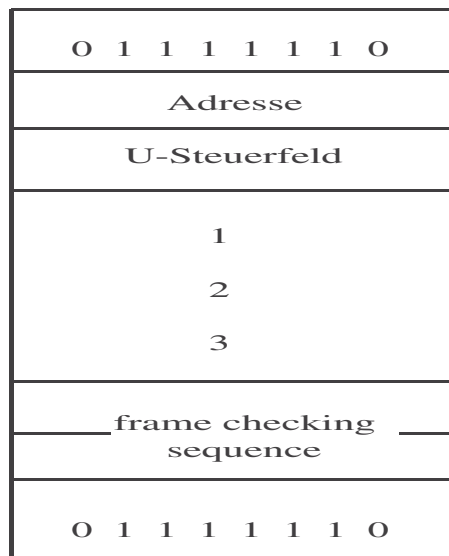 0 1 1 1 1 1 1 0
Adresse
U-Steuerfeld
1
2
3
frame checking
sequence
0 1 1 1 1 1 1 0